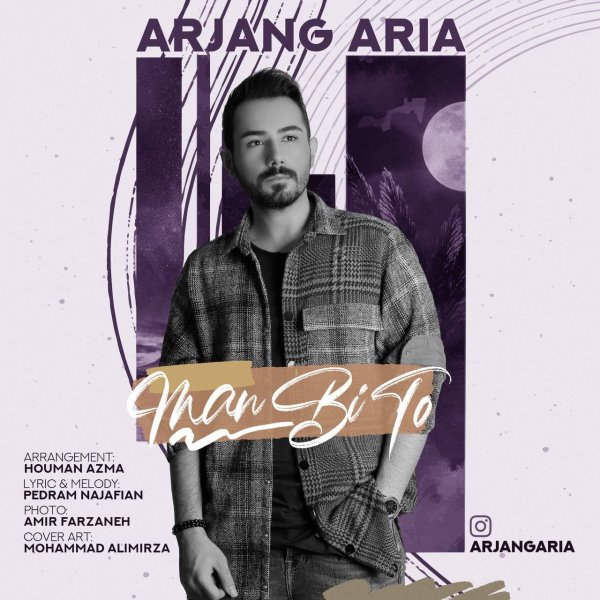 ARJANG ARIA
Man Bi To
ARRANGEMENT:
HOUMAN AZMA
LYRIC & MELODY:
PEDRAM NAJAFIAN
PHOTO:
AMIR FARZANEH
COVER ART:
MOHAMMAD ALIMIRZA
ARJANGARIA